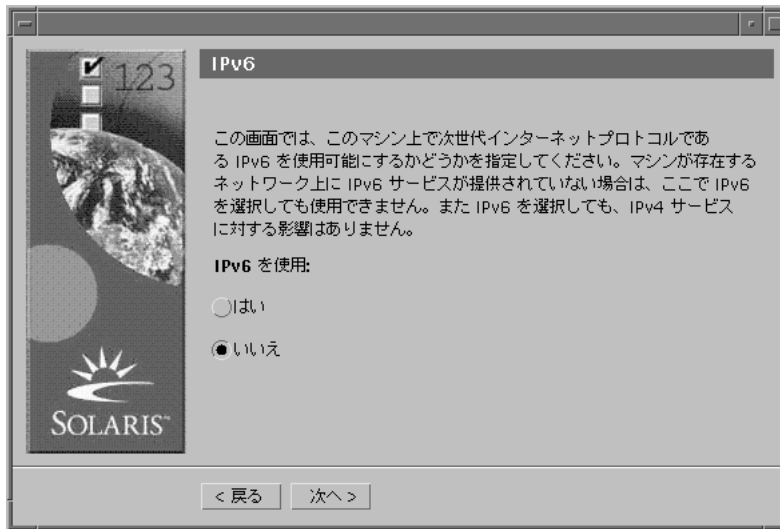 123
IPv6
この画面では、このマシン上で次世代インターネットプロトコルであ
る IPv6 を使用可能にするかどうかを指定してください。マシンが存在する
ネットワーク上に IPv6 サービスが提供されていない場合は、ここで IPv6
を選択しても使用できません。また IPv6 を選択しても、IPv4 サービス
に対する影響はありません。
IPv6 を使用:
はい
いいえ
SOLARIS™
< 戻る
次へ >